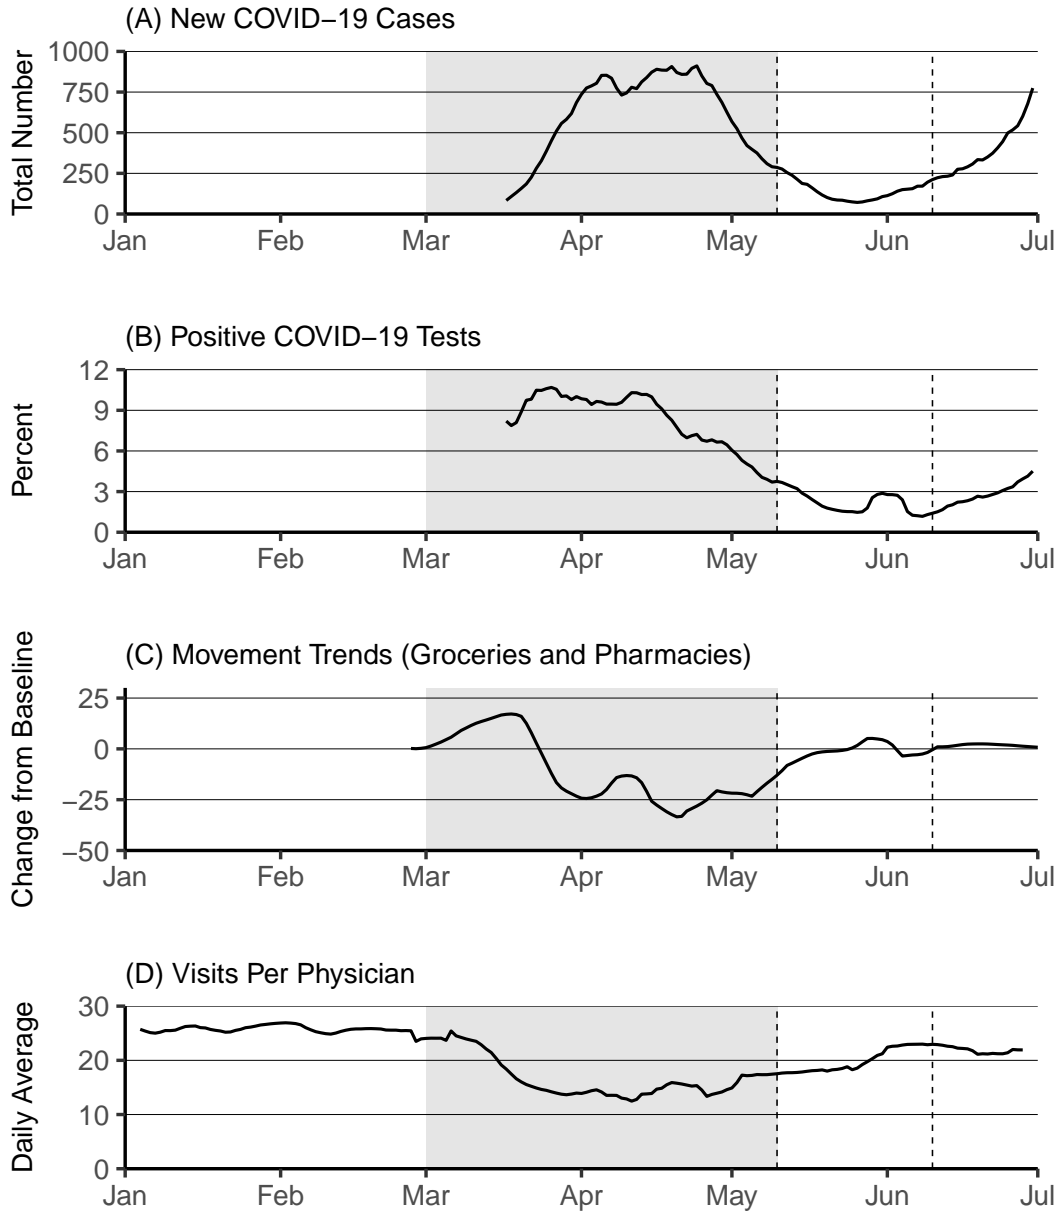 (A) New COVID−19 Cases
Total Number
1000
750
500
250
0
Jan Feb Mar Apr May Jun Jul
(B) Positive COVID−19 Tests
Percent
12
9
6
3
0
Jan Feb Mar Apr May Jun Jul
(C) Movement Trends (Groceries and Pharmacies)
Change from Baseline
25
0
−25
−50
Jan Feb Mar Apr May Jun Jul
(D) Visits Per Physician
Daily Average
30
20
10
0
Jan Feb Mar Apr May Jun Jul